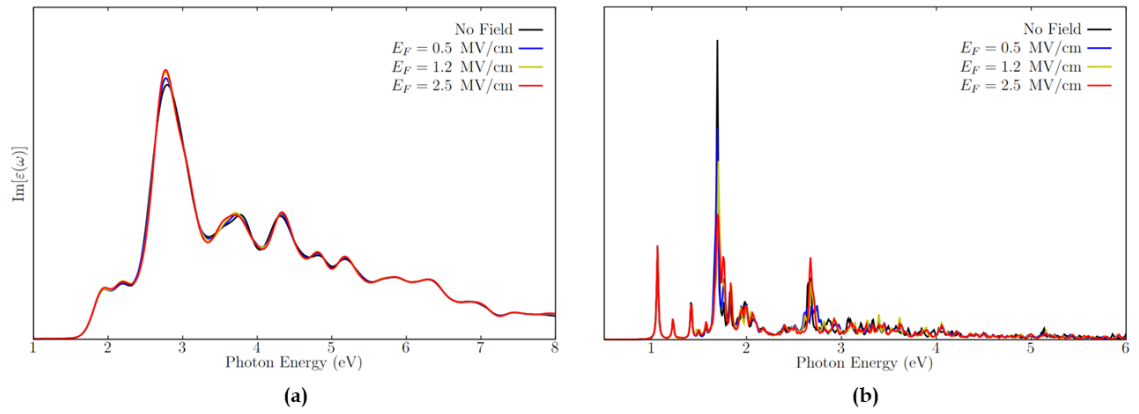 No Field
E_F = 0.5 MV/cm
E_F = 1.2 MV/cm
E_F = 2.5 MV/cm
Im[ε(ω)]
1 2 3 4 5 6 7 8
Photon Energy (eV)
(a)
No Field
E_F = 0.5 MV/cm
E_F = 1.2 MV/cm
E_F = 2.5 MV/cm
1 2 3 4 5 6
Photon Energy (eV)
(b)